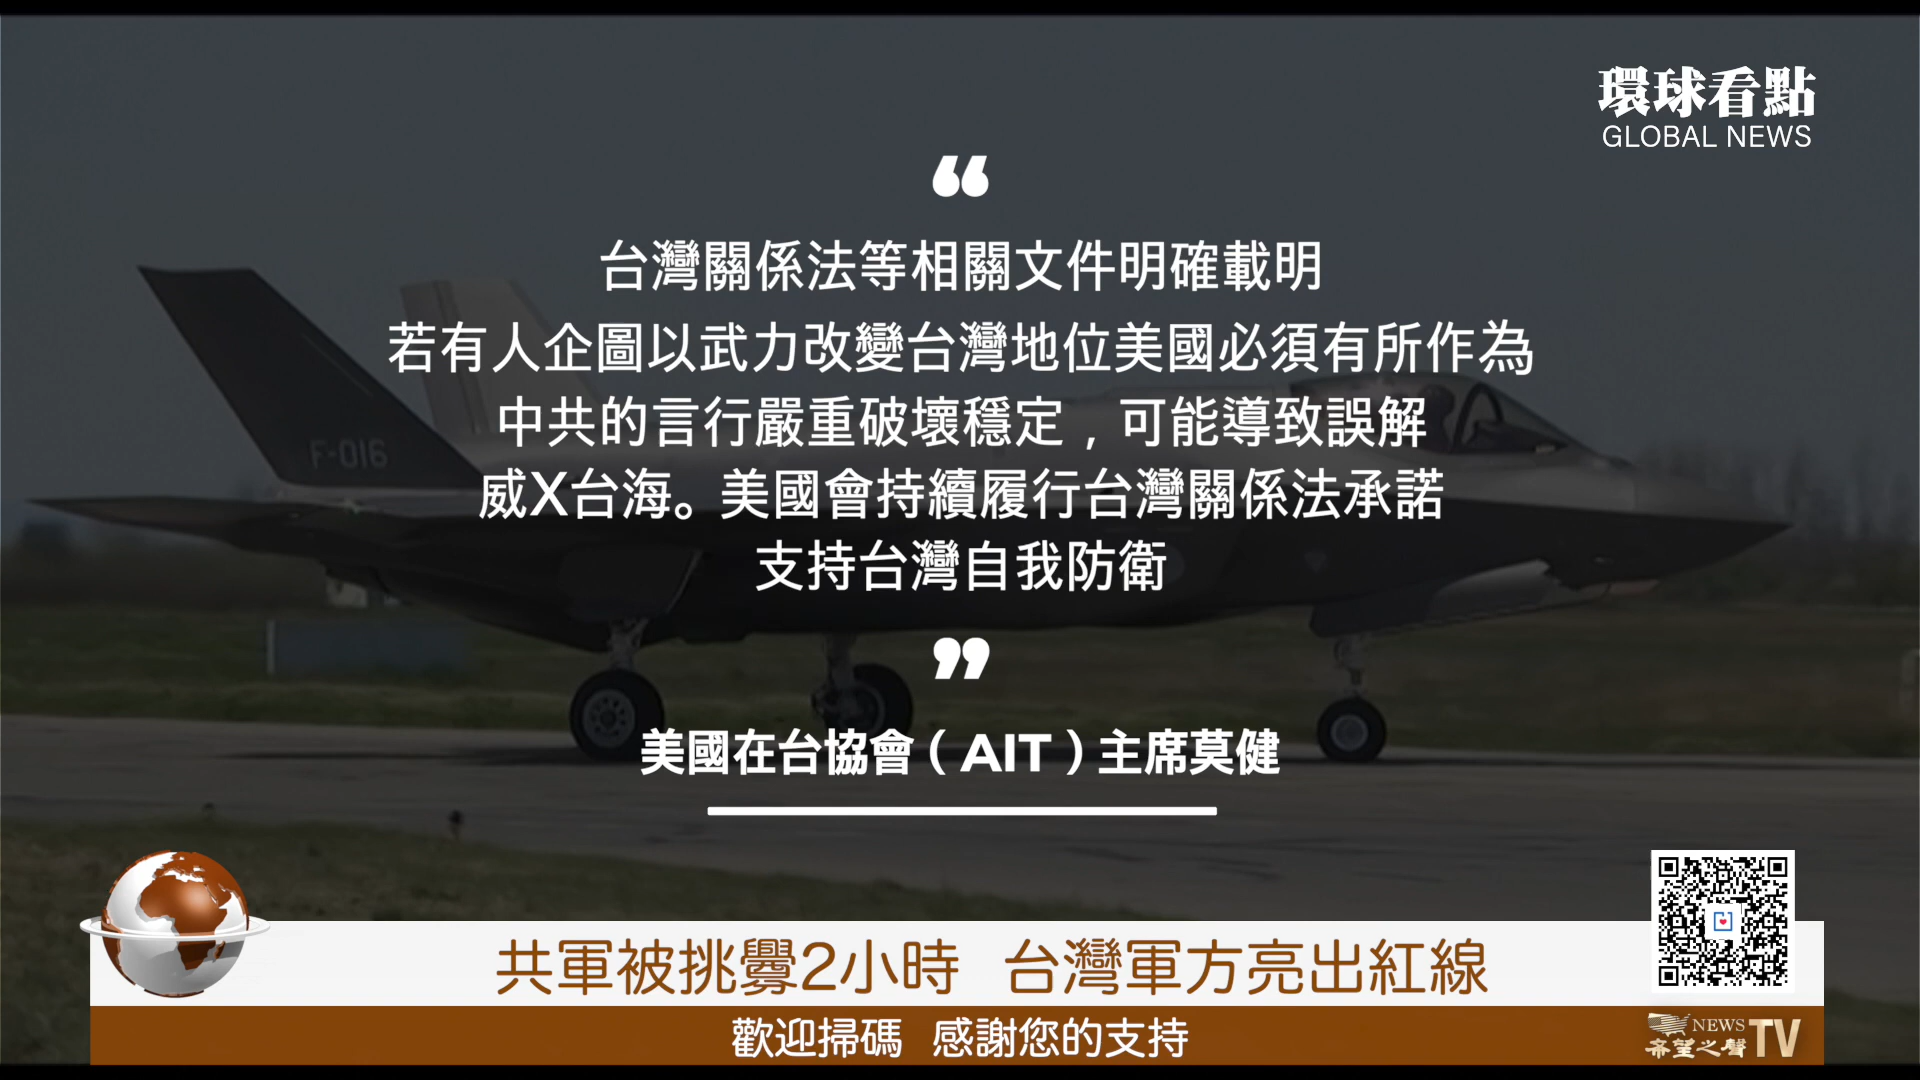 環球看點
GLOBAL NEWS
“
台灣關係法等相關文件明確載明
若有人企圖以武力改變台灣地位美國必須有所作為
中共的言行嚴重破壞穩定，可能導致誤解
威X台海。美國會持續履行台灣關係法承諾
支持台灣自我防衛
”
F-016
美國在台協會（AIT）主席莫健
共軍被挑釁2小時 台灣軍方亮出紅線
歡迎掃碼 感謝您的支持
NEWS
希望之聲TV